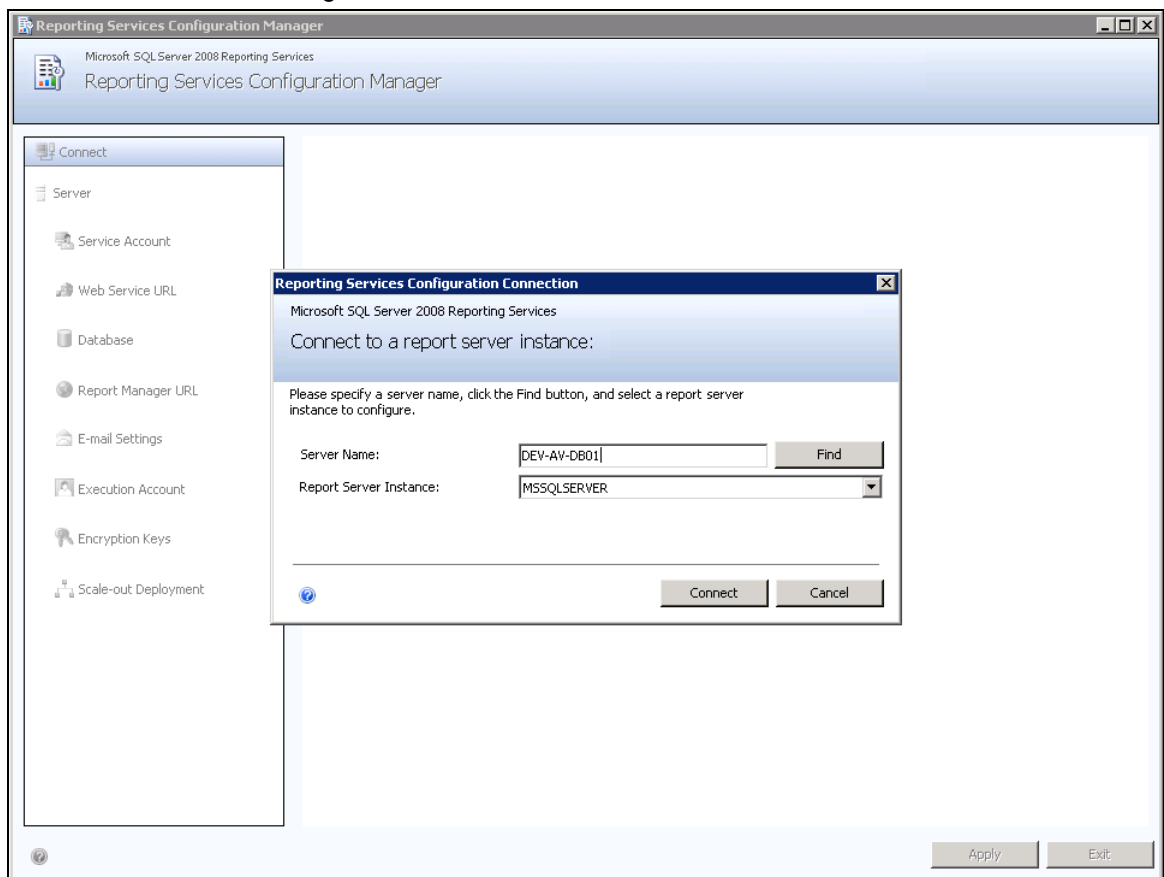 Reporting Services Configuration Manager
Microsoft SQL Server 2008 Reporting Services
Reporting Services Configuration Manager
Connect
Server
Service Account
Web Service URL
Database
Report Manager URL
E-mail Settings
Execution Account
Encryption Keys
Scale-out Deployment
Reporting Services Configuration Connection
Microsoft SQL Server 2008 Reporting Services
Connect to a report server instance:
Please specify a server name, click the Find button, and select a report server
instance to configure.
Server Name: DEV-AV-DB01 Find
Report Server Instance: MSSQLSERVER
Connect Cancel
Apply Exit